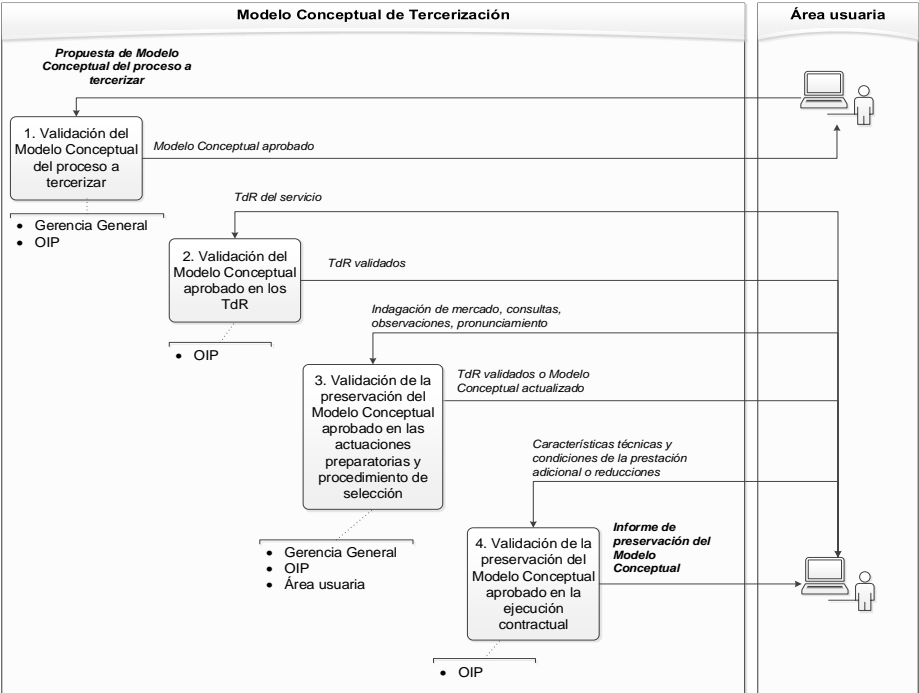 Modelo Conceptual de Tercerización
Área usuaria
Propuesta de Modelo
Conceptual del proceso a
tercerizar
1. Validación del
Modelo Conceptual
del proceso a
tercerizar
Modelo Conceptual aprobado
• Gerencia General
• OIP
TdR del servicio
2. Validación del
Modelo Conceptual
aprobado en los
TdR
TdR validados
• OIP
Indagación de mercado, consultas,
observaciones, pronunciamiento
3. Validación de la
preservación del
Modelo Conceptual
aprobado en las
actuaciones
preparatorias y
procedimiento de
selección
TdR validados o Modelo
Conceptual actualizado
• Gerencia General
• OIP
• Área usuaria
Características técnicas y
condiciones de la prestación
adicional o reducciones
4. Validación de la
preservación del
Modelo Conceptual
aprobado en la
ejecución
contractual
Informe de
preservación del
Modelo
Conceptual
• OIP